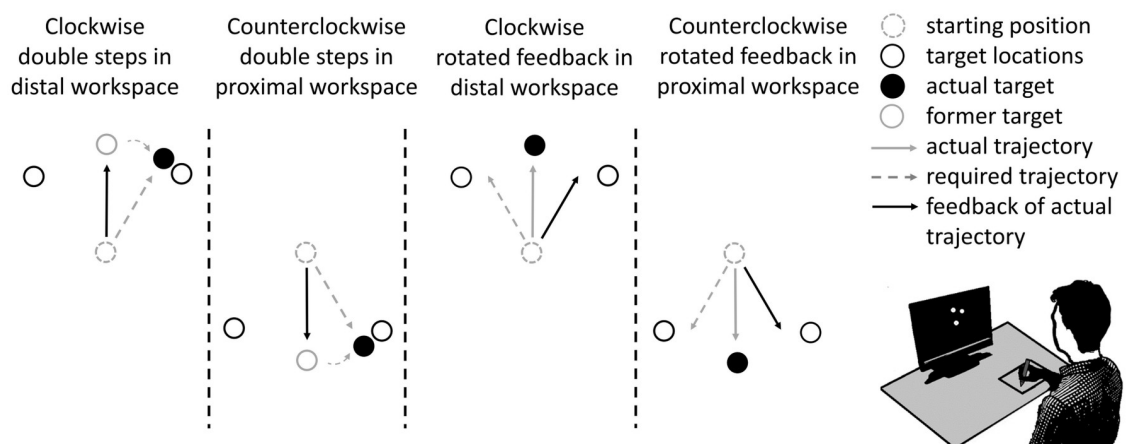 Clockwise
double steps in
distal workspace
Counterclockwise
double steps in
proximal workspace
Clockwise
rotated feedback in
distal workspace
Counterclockwise
rotated feedback in
proximal workspace
starting position
target locations
actual target
former target
actual trajectory
required trajectory
feedback of actual
trajectory